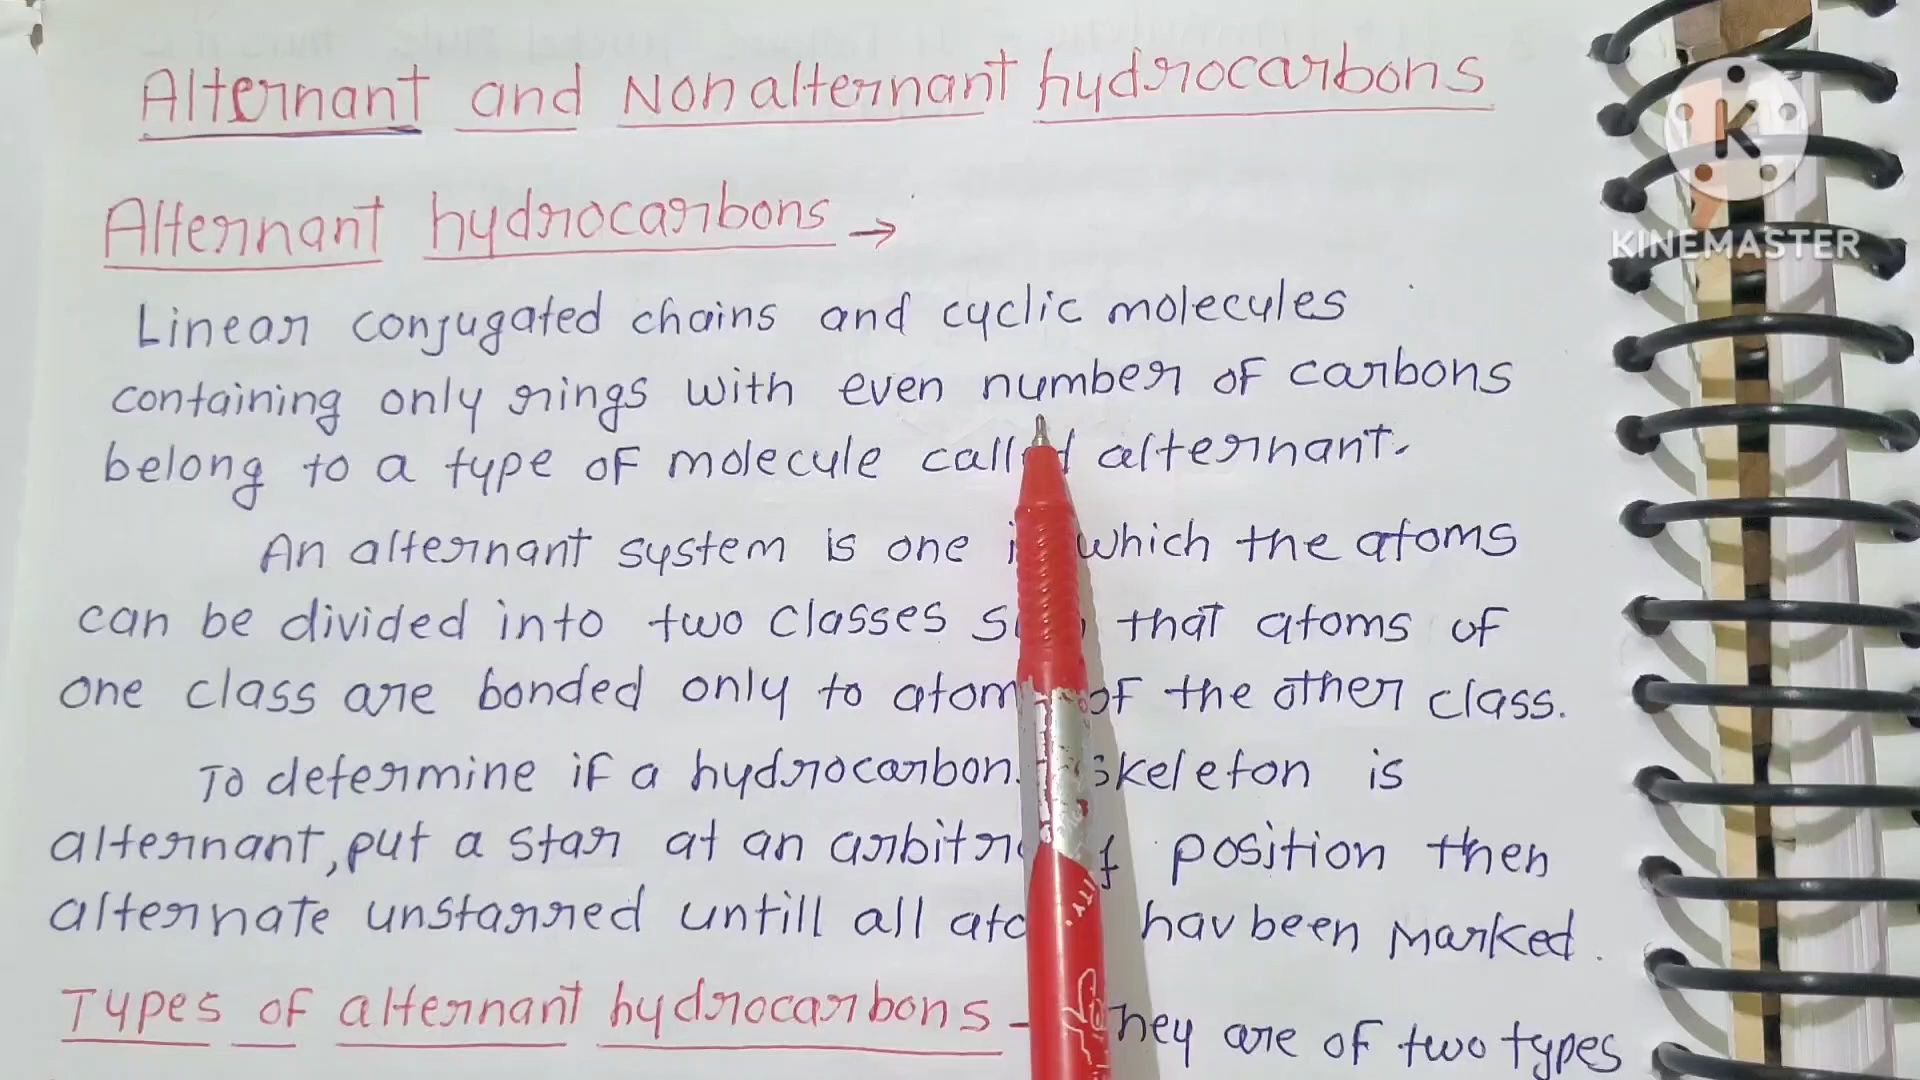 Alternant and Nonalternant hydrocarbons
Alternant hydrocarbons →
Linear conjugated chains and cyclic molecules
containing only rings with even number of carbons
belong to a type of molecule called alternant.
An alternant system is one which the atoms
can be divided into two classes that atoms of
one class are bonded only to atom of the other class.
To determine if a hydrocarbon skeleton is
alternant, put a star at an position then
alternate unstarred untill all hav been marked.
Types of alternant hydrocarbons - They are of two types
K
KINEMASTER